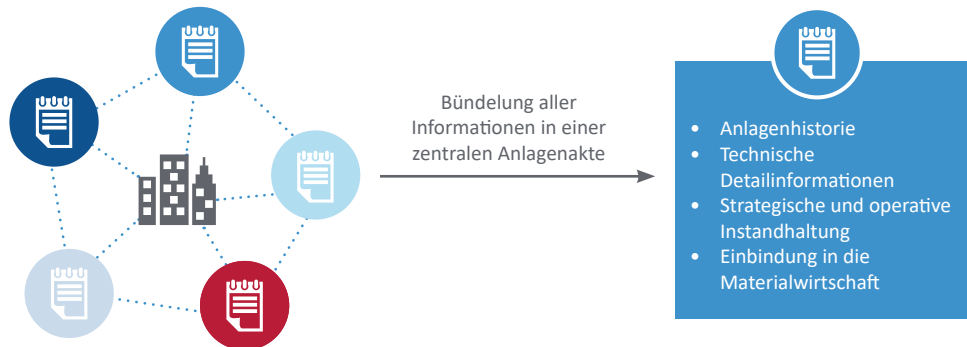 Bündelung aller
Informationen in einer
zentralen Anlagenakte
• Anlagenhistorie
• Technische
Detailinformationen
• Strategische und operative
Instandhaltung
• Einbindung in die
Materialwirtschaft